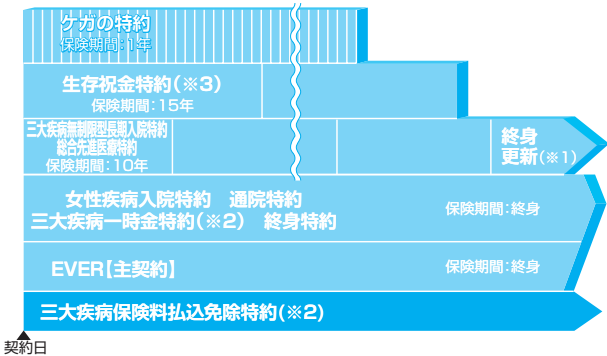 ケガの特約
保険期間:1年
生存祝金特約(※3)
保険期間:15年
三大疾病無制限型長期入院特約
総合先進医療特約
保険期間:10年
終身
更新(※1)
女性疾病入院特約 通院特約
三大疾病一時金特約(※2) 終身特約
保険期間:終身
EVER【主契約】
保険期間:終身
三大疾病保険料払込免除特約(※2)
契約日